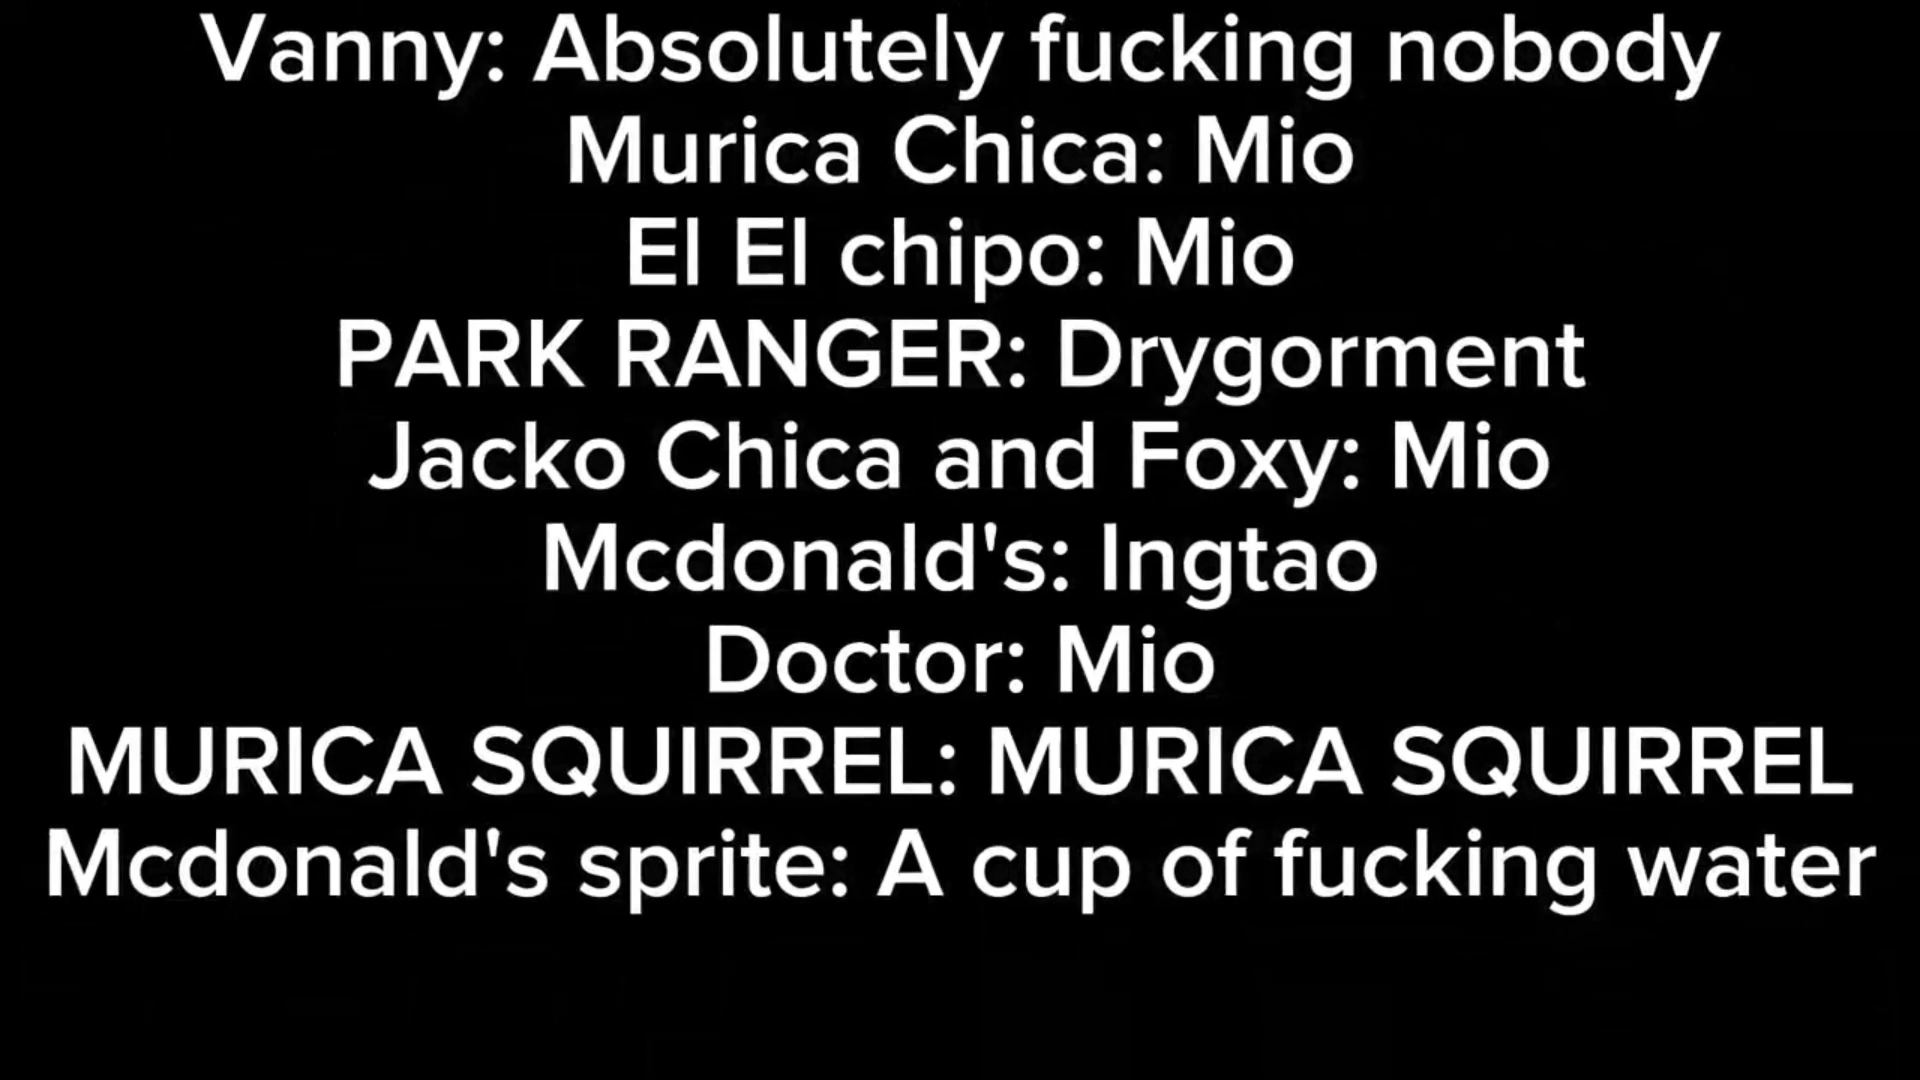 Vanny: Absolutely fucking nobody
Murica Chica: Mio
El El chipo: Mio
PARK RANGER: Drygorment
Jacko Chica and Foxy: Mio
Mcdonald's: Ingtao
Doctor: Mio
MURICA SQUIRREL: MURICA SQUIRREL
Mcdonald's sprite: A cup of fucking water